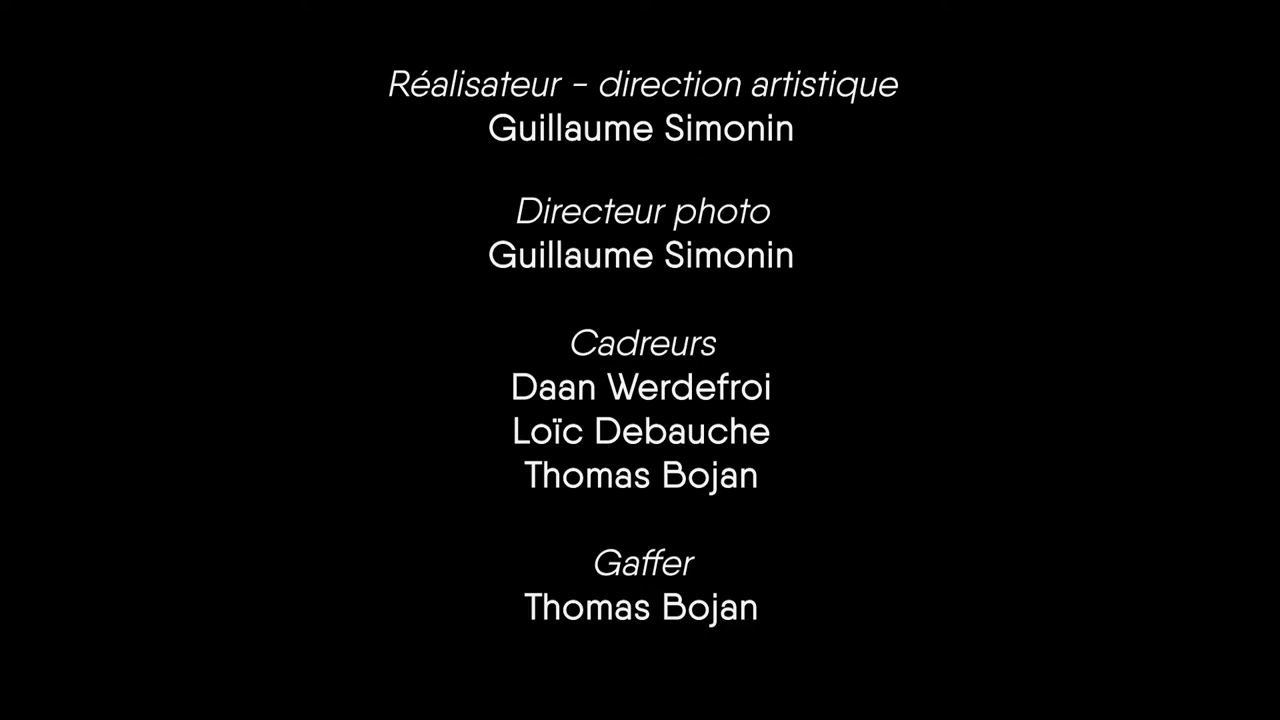 Réalisateur - direction artistique
Guillaume Simonin
Directeur photo
Guillaume Simonin
Cadreurs
Daan Werdefroi
Loïc Debauche
Thomas Bojan
Gaffer
Thomas Bojan